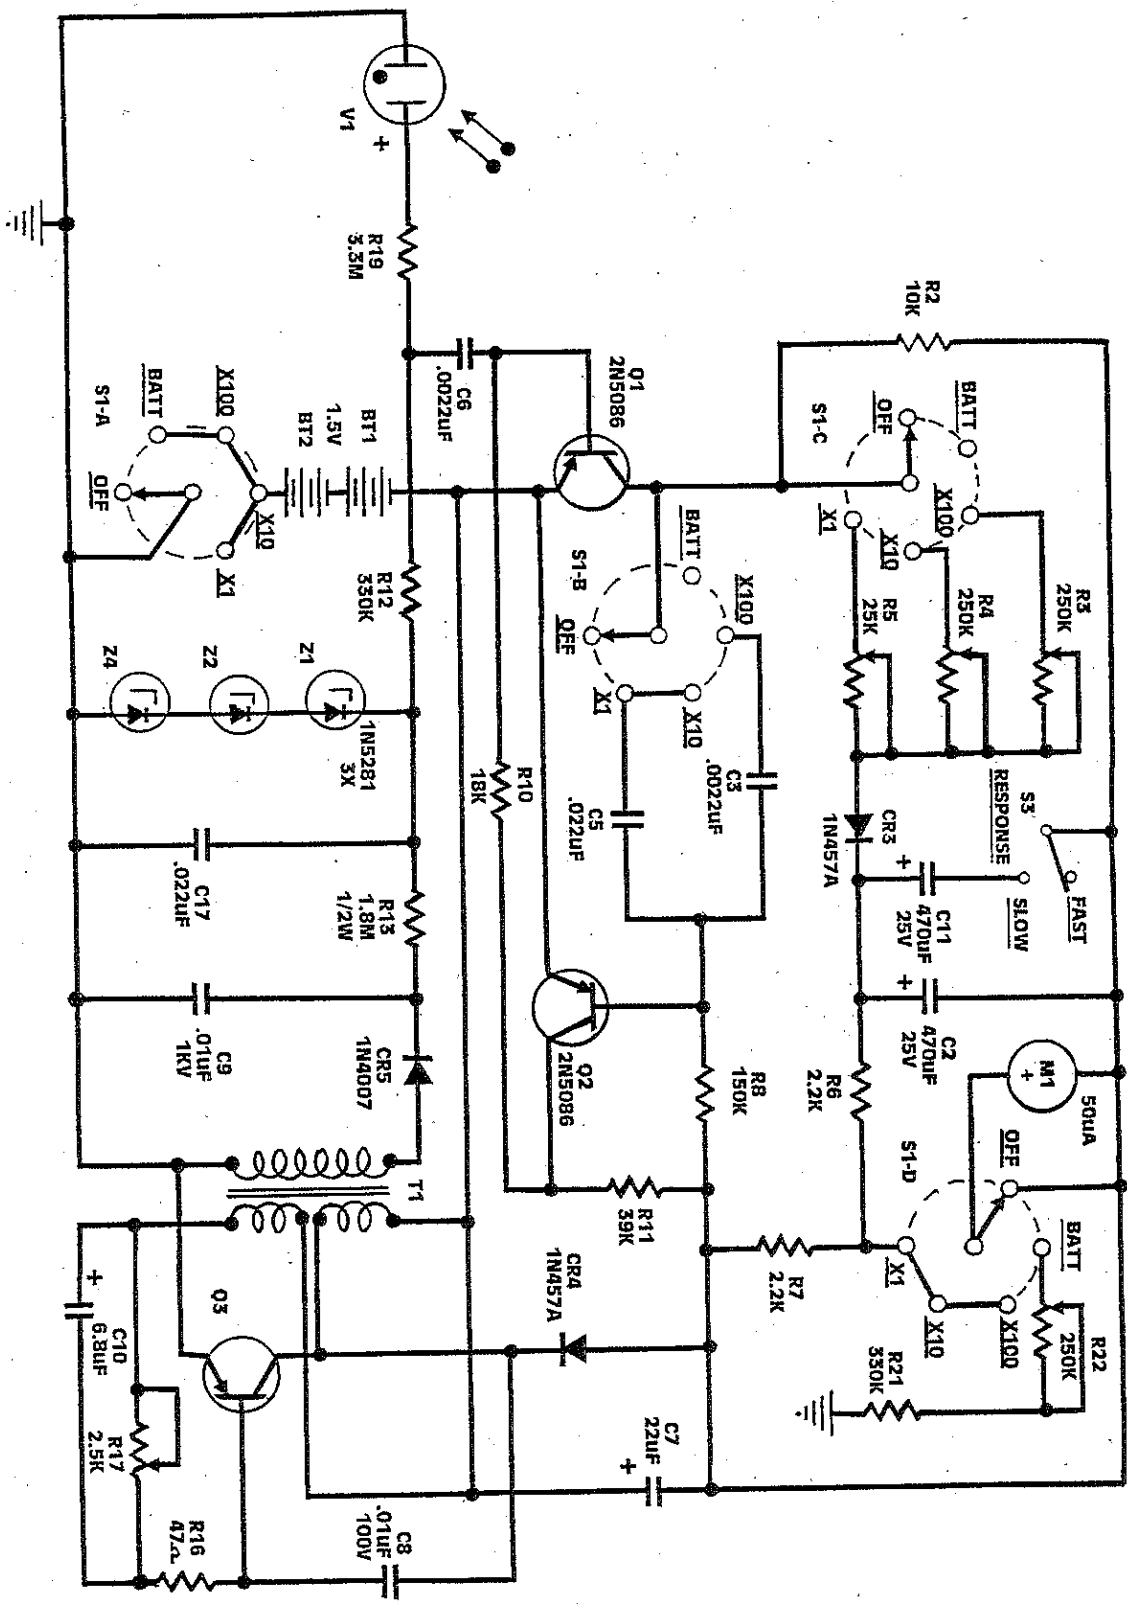 R2
10K
S1-C
OFF
BATT
X100
X10
X1
R3
250K
R4
250K
R5
25K
S3
RESPONSE
FAST
SLOW
CR3
1N457A
C11
470uF
25V
+
C2
470uF
25V
+
M1
+
50uA
R6
2.2K
S1-D
OFF
BATT
X1
X10
X100
R22
250K
R21
330K
R7
2.2K
Q1
2N5086
S1-B
BATT
X100
OFF
X1
X10
C3
.0022uF
C5
.022uF
R8
150K
R11
39K
Q2
2N5086
CR4
1N457A
C7
22uF
+
V1
+
R19
3.3M
C6
.0022uF
R10
18K
BT1
1.5V
BT2
R12
330K
S1-A
BATT
X100
OFF
X10
X1
Z1
1N5281
3X
Z2
Z4
R13
1.8M
1/2W
C17
.022uF
C9
.01uF
1KV
CR5
1N4007
T1
Q3
C10
6.8uF
+
R17
2.5K
R16
47Ω
C8
.01uF
100V